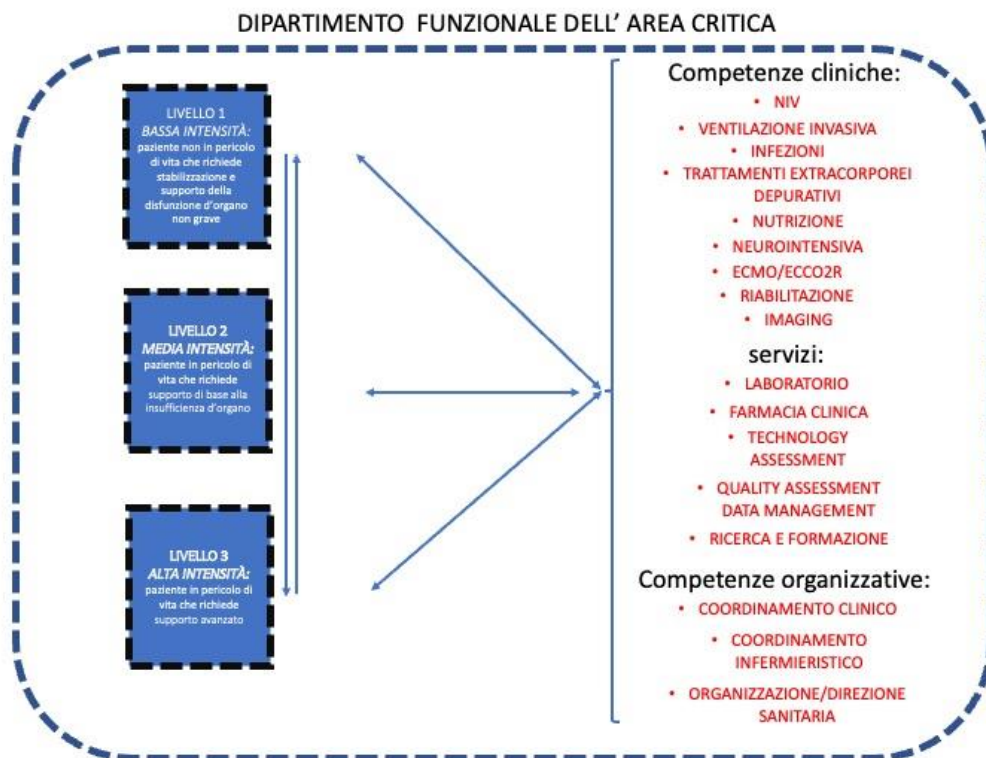 DIPARTIMENTO FUNZIONALE DELL' AREA CRITICA
LIVELLO 1
BASSA INTENSITÀ:
paziente non in pericolo
di vita che richiede
stabilizzazione e
supporto della
disfunzione d'organo
non grave
LIVELLO 2
MEDIA INTENSITÀ:
paziente in pericolo di
vita che richiede
supporto di base alla
insufficienza d'organo
LIVELLO 3
ALTA INTENSITÀ:
paziente in pericolo di
vita che richiede
supporto avanzato
Competenze cliniche:
• NIV
• VENTILAZIONE INVASIVA
• INFEZIONI
• TRATTAMENTI EXTRACORPOREI
DEPURATIVI
• NUTRIZIONE
• NEUROINTENSIVA
• ECMO/ECCO2R
• RIABILITAZIONE
• IMAGING
servizi:
• LABORATORIO
• FARMACIA CLINICA
• TECHNOLOGY
ASSESSMENT
• QUALITY ASSESSMENT
DATA MANAGEMENT
• RICERCA E FORMAZIONE
Competenze organizzative:
• COORDINAMENTO CLINICO
• COORDINAMENTO
INFERMIERISTICO
• ORGANIZZAZIONE/DIREZIONE
SANITARIA